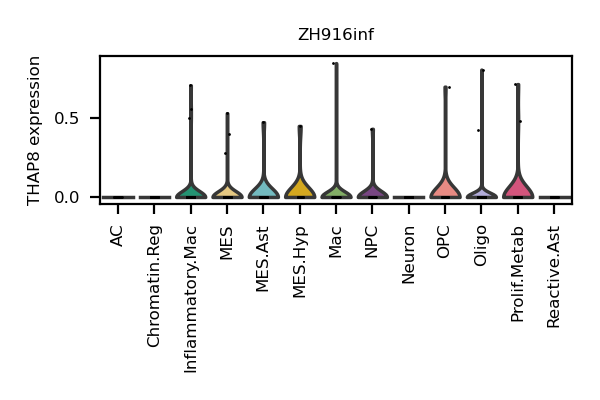 ZH916inf
THAP8 expression
0.5
0.0
AC
Chromatin.Reg
Inflammatory.Mac
MES
MES.Ast
MES.Hyp
Mac
NPC
Neuron
OPC
Oligo
Prolif.Metab
Reactive.Ast